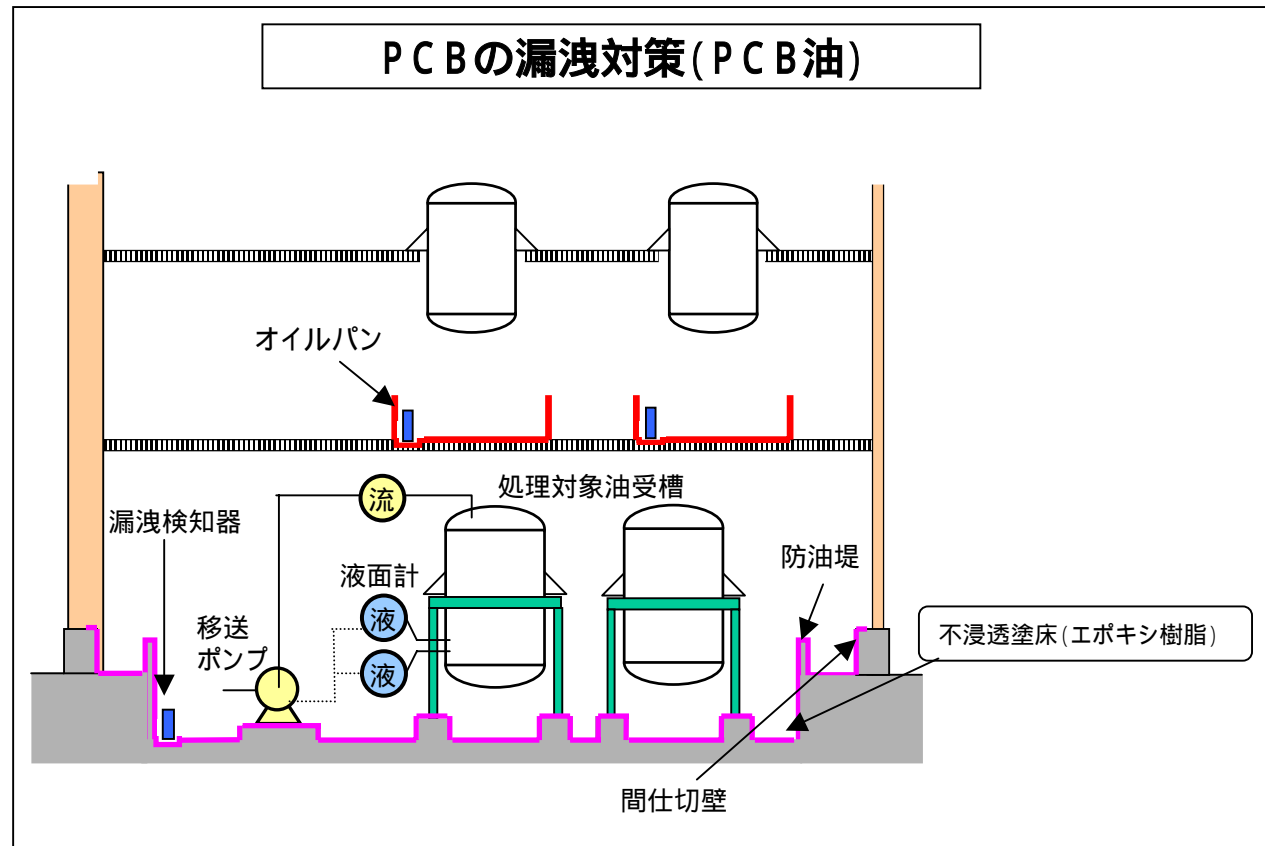 PCBの漏洩対策(PCB油)
オイルパン
流
処理対象油受槽
漏洩検知器
液面計
液
液
移送
ポンプ
防油堤
不浸透塗床(エポキシ樹脂)
間仕切壁